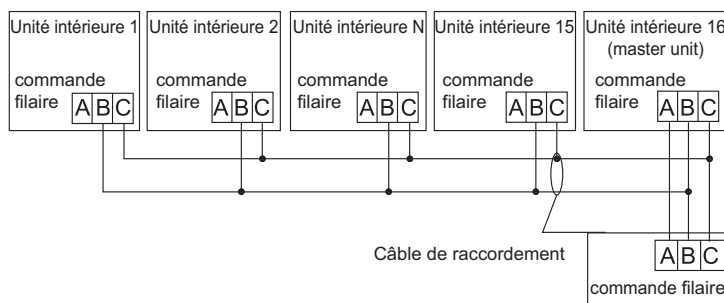 Unité intérieure 1
commande
filaire
A B C
Unité intérieure 2
commande
filaire
A B C
Unité intérieure N
commande
filaire
A B C
Unité intérieure 15
commande
filaire
A B C
Unité intérieure 16
(master unit)
commande
filaire
A B C
Câble de raccordement
A B C
commande filaire